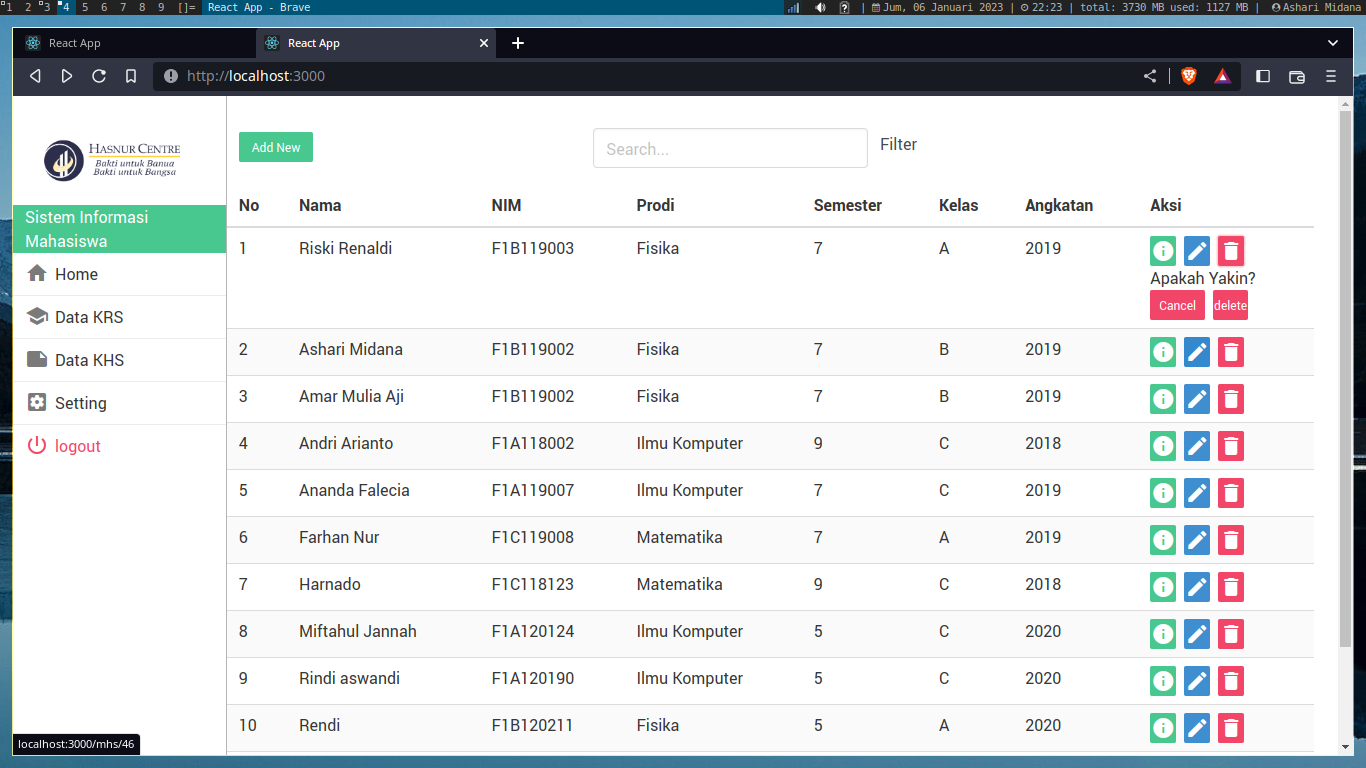 1 2 3 4 5 6 7 8 9 []= React App - Brave | Jum, 06 Januari 2023 | 22:23 | total: 3730 MB used: 1127 MB | Ashari Midana
React App
React App
http://localhost:3000
HASNUR CENTRE
Bakti untuk Banua
Bakti untuk Bangsa
Sistem Informasi
Mahasiswa
Home
Data KRS
Data KHS
Setting
logout
Add New
Search...
Filter
No Nama NIM Prodi Semester Kelas Angkatan Aksi
1 Riski Renaldi F1B119003 Fisika 7 A 2019
Apakah Yakin?
Cancel delete
2 Ashari Midana F1B119002 Fisika 7 B 2019
3 Amar Mulia Aji F1B119002 Fisika 7 B 2019
4 Andri Arianto F1A118002 Ilmu Komputer 9 C 2018
5 Ananda Falecia F1A119007 Ilmu Komputer 7 C 2019
6 Farhan Nur F1C119008 Matematika 7 A 2019
7 Harnado F1C118123 Matematika 9 C 2018
8 Miftahul Jannah F1A120124 Ilmu Komputer 5 C 2020
9 Rindi aswandi F1A120190 Ilmu Komputer 5 C 2020
10 Rendi F1B120211 Fisika 5 A 2020
localhost:3000/mhs/46